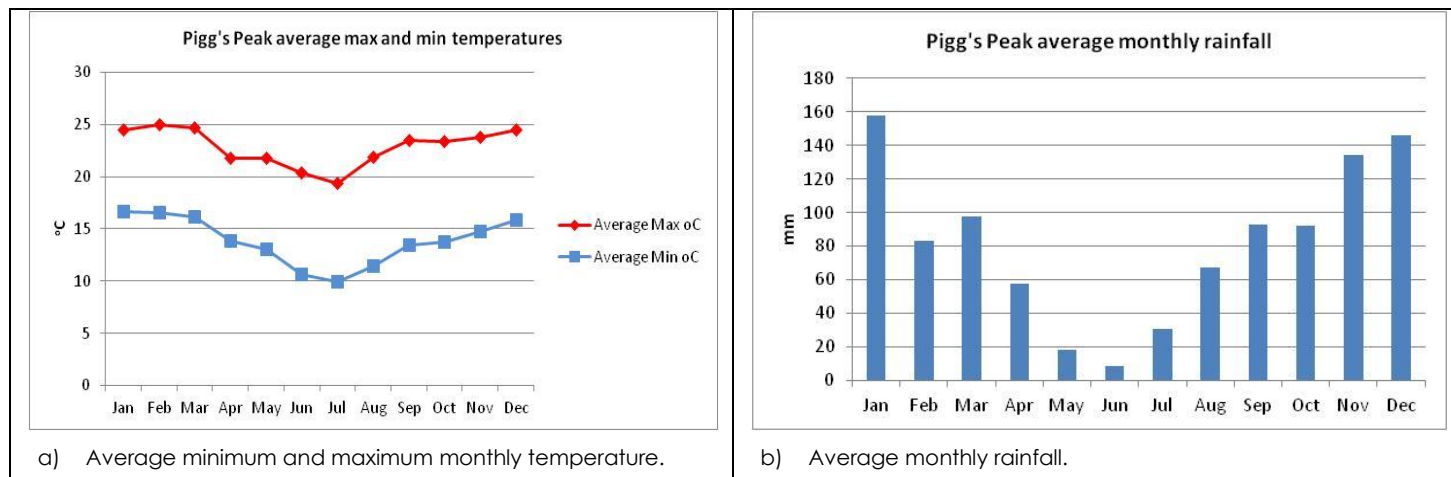 Pigg's Peak average max and min temperatures
30
25
20
15
10
5
0
°C
Jan Feb Mar Apr May Jun Jul Aug Sep Oct Nov Dec
Average Max oC
Average Min oC
a) Average minimum and maximum monthly temperature.
Pigg's Peak average monthly rainfall
180
160
140
120
100
80
60
40
20
0
mm
Jan Feb Mar Apr May Jun Jul Aug Sep Oct Nov Dec
b) Average monthly rainfall.